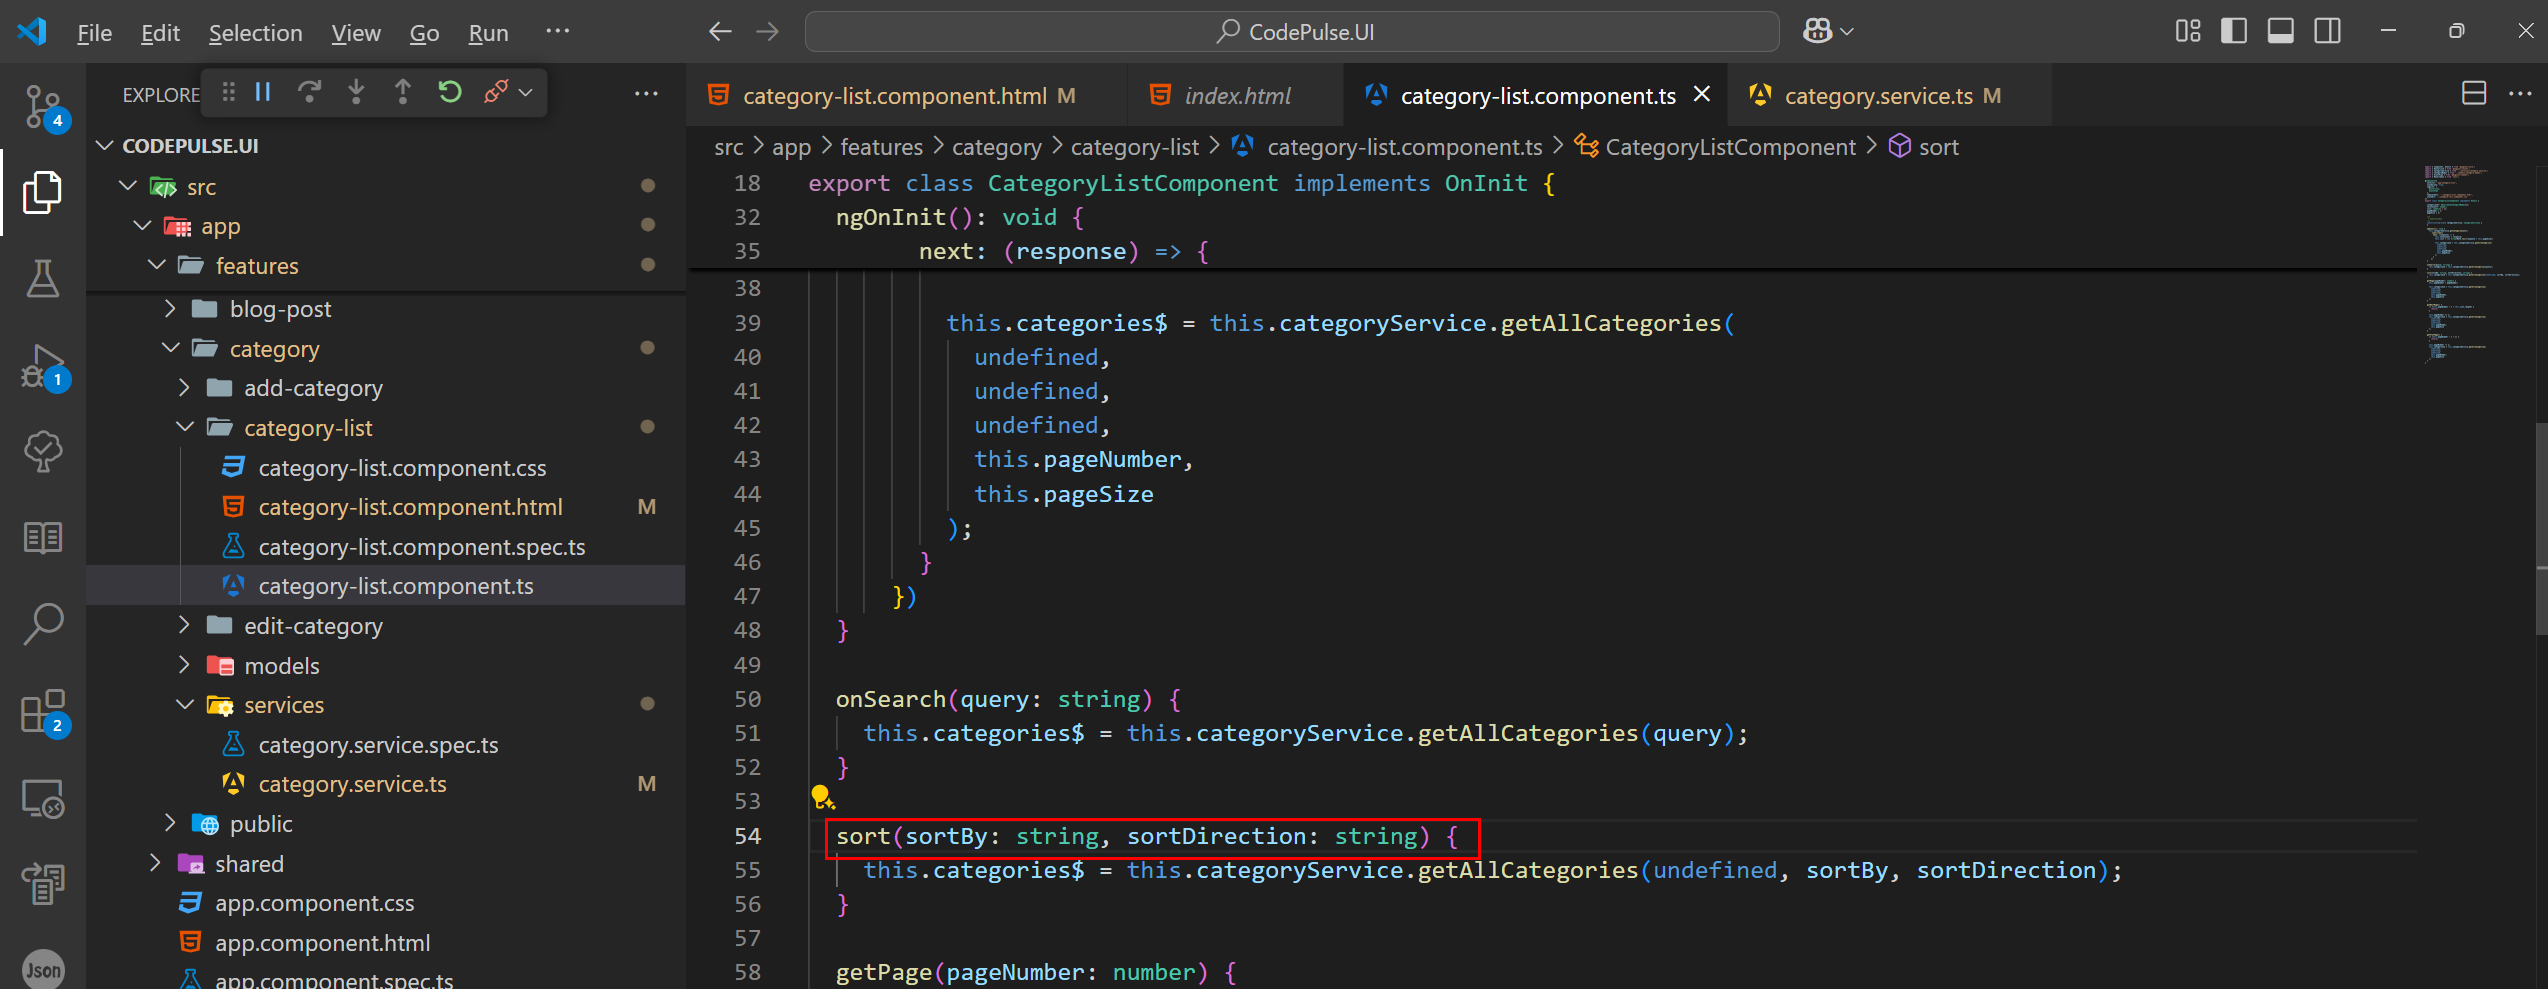 File Edit Selection View Go Run ···
CodePulse.UI
EXPLORE
category-list.component.html M
index.html
category-list.component.ts
category.service.ts M
src > app > features > category > category-list > category-list.component.ts > CategoryListComponent > sort
4
1
2
Json
CODEPULSE.UI
src
app
features
blog-post
category
add-category
category-list
category-list.component.css
category-list.component.html M
category-list.component.spec.ts
category-list.component.ts
edit-category
models
services
category.service.spec.ts
category.service.ts M
public
shared
app.component.css
app.component.html
app.component.spec.ts
18 export class CategoryListComponent implements OnInit {
32 ngOnInit(): void {
35 next: (response) => {
38
39 this.categories$ = this.categoryService.getAllCategories(
40 undefined,
41 undefined,
42 undefined,
43 this.pageNumber,
44 this.pageSize
45 );
46 }
47 })
48 }
49
50 onSearch(query: string) {
51 this.categories$ = this.categoryService.getAllCategories(query);
52 }
53
54 sort(sortBy: string, sortDirection: string) {
55 this.categories$ = this.categoryService.getAllCategories(undefined, sortBy, sortDirection);
56 }
57
58 getPage(pageNumber: number) {